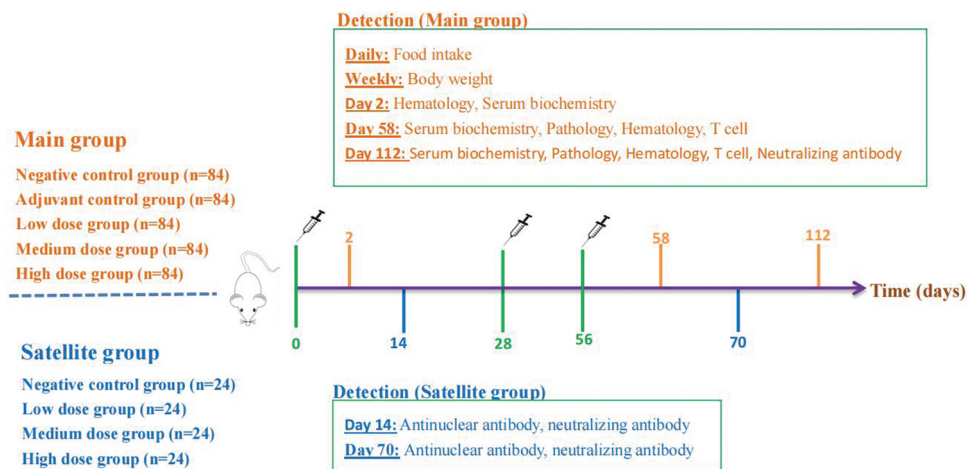 Detection (Main group)
Daily: Food intake
Weekly: Body weight
Day 2: Hematology, Serum biochemistry
Day 58: Serum biochemistry, Pathology, Hematology, T cell
Day 112: Serum biochemistry, Pathology, Hematology, T cell, Neutralizing antibody
Main group
Negative control group (n=84)
Adjuvant control group (n=84)
Low dose group (n=84)
Medium dose group (n=84)
High dose group (n=84)
2
58
112
Time (days)
0
14
28
56
70
Satellite group
Negative control group (n=24)
Low dose group (n=24)
Medium dose group (n=24)
High dose group (n=24)
Detection (Satellite group)
Day 14: Antinuclear antibody, neutralizing antibody
Day 70: Antinuclear antibody, neutralizing antibody